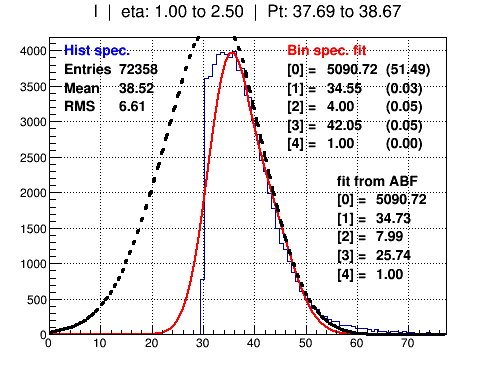 I | eta: 1.00 to 2.50 | Pt: 37.69 to 38.67
Hist spec.
Entries 72358
Mean 38.52
RMS 6.61
Bin spec. fit
[0] = 5090.72 (51.49)
[1] = 34.55 (0.03)
[2] = 4.00 (0.05)
[3] = 42.05 (0.05)
[4] = 1.00 (0.00)
fit from ABF
[0] = 5090.72
[1] = 34.73
[2] = 7.99
[3] = 25.74
[4] = 1.00
4000
3500
3000
2500
2000
1500
1000
500
0
0 10 20 30 40 50 60 70